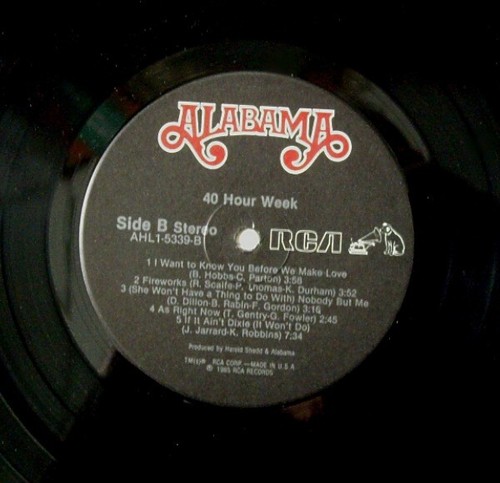 ALABAMA
40 Hour Week
Side B Stereo
AHL1-5339-B
RCA
1 I Want to Know You Before We Make Love
(B. Hobbs-C. Parton) 3:56
2 Fireworks (R. Scaife-P. Thomas-K. Durham) 3:52
3 (She Won't Have a Thing to Do With) Nobody But Me
(D. Dillon-B. Rabin-F. Gordon) 3:16
4 As Right Now (T. Gentry-G. Fowler) 2:45
5 If It Ain't Dixie (It Won't Do)
(J. Jarrard-K. Robbins) 7:34
Produced by Harold Shedd & Alabama
TM(s)® RCA CORP.—MADE IN U.S.A.
℗ 1985 RCA RECORDS